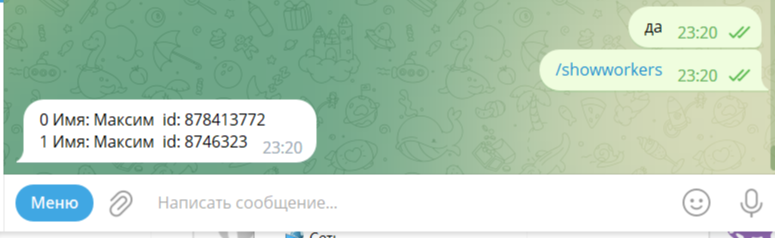 да 23:20
/showworkers 23:20
0 Имя: Максим id: 878413772
1 Имя: Максим id: 8746323 23:20
Меню Написать сообщение...
Сеть